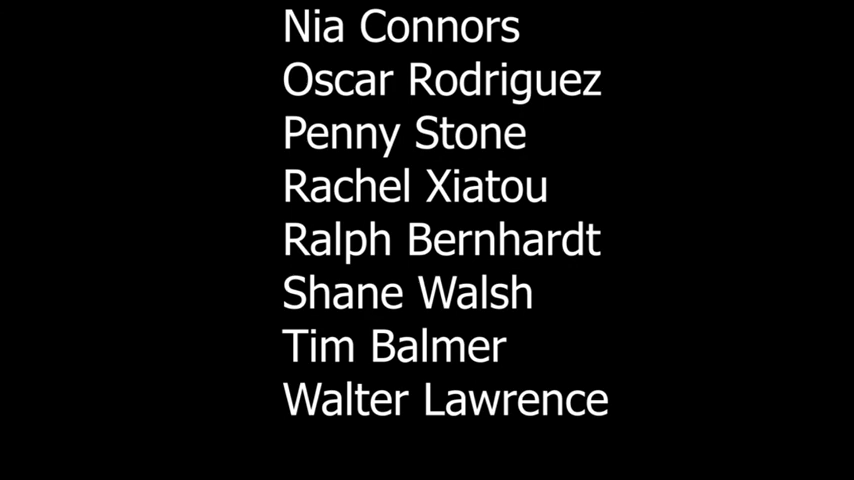 Nia Connors
Oscar Rodriguez
Penny Stone
Rachel Xiatou
Ralph Bernhardt
Shane Walsh
Tim Balmer
Walter Lawrence